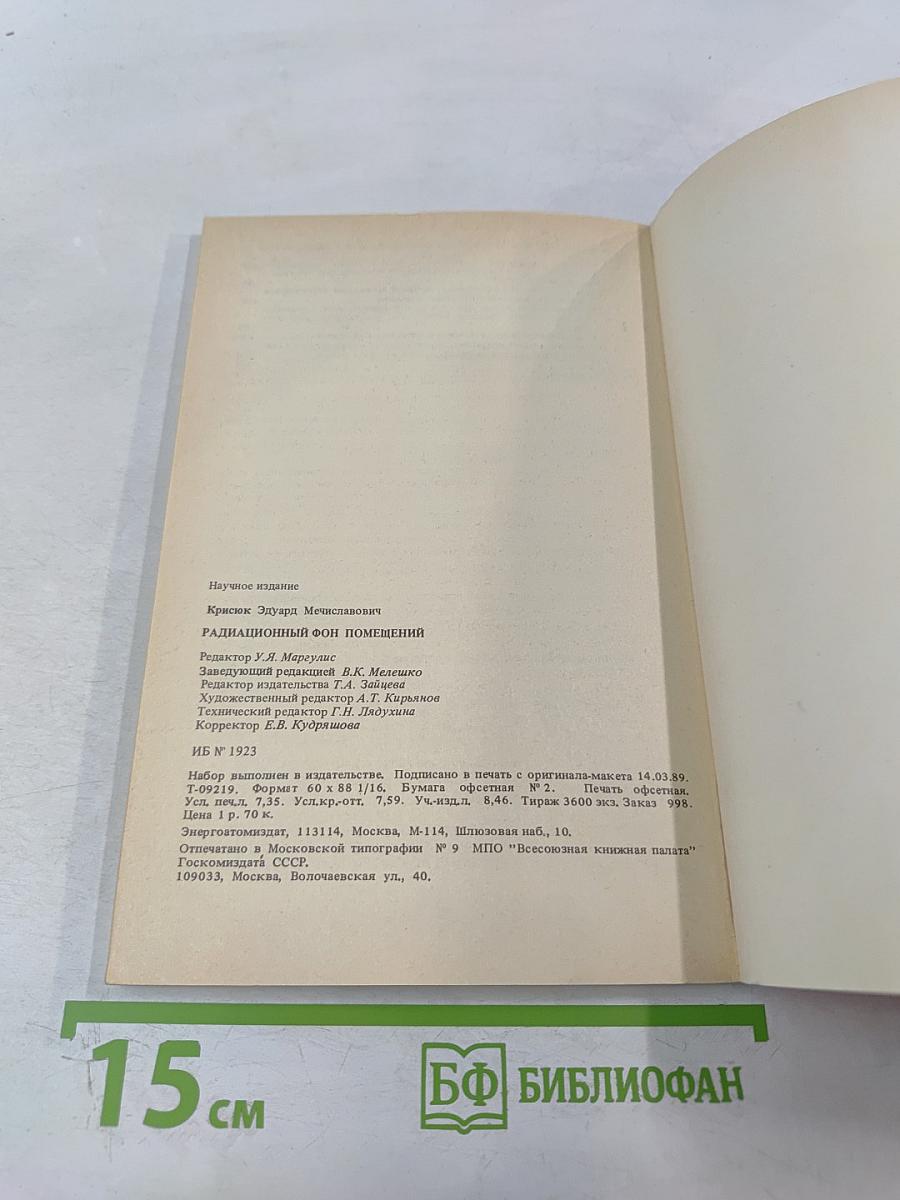 Научное издание
Крисюк Эдуард Мечиславович
РАДИАЦИОННЫЙ ФОН ПОМЕЩЕНИЙ
Редактор У.Я. Маргулис
Заведующий редакцией В.К. Мелешко
Редактор издательства Т.А. Зайцева
Художественный редактор А.Т. Кирьянов
Технический редактор Г.Н. Лядухина
Корректор Е.В. Кудряшова
ИБ № 1923
Набор выполнен в издательстве. Подписано в печать с оригинала-макета 14.03.89.
Т-09219. Формат 60 х 88 1/16. Бумага офсетная № 2. Печать офсетная.
Усл. печ.л. 7,35. Усл.кр.-отт. 7,59. Уч.-изд.л. 8,46. Тираж 3600 экз. Заказ 998.
Цена 1 р. 70 к.
Энергоатомиздат, 113114, Москва, М-114, Шлюзовая наб., 10.
Отпечатано в Московской типографии № 9 МПО "Всесоюзная книжная палата"
Госкомиздата СССР.
109033, Москва, Волочаевская ул., 40.
15 см
БФ БИБЛИОФАН